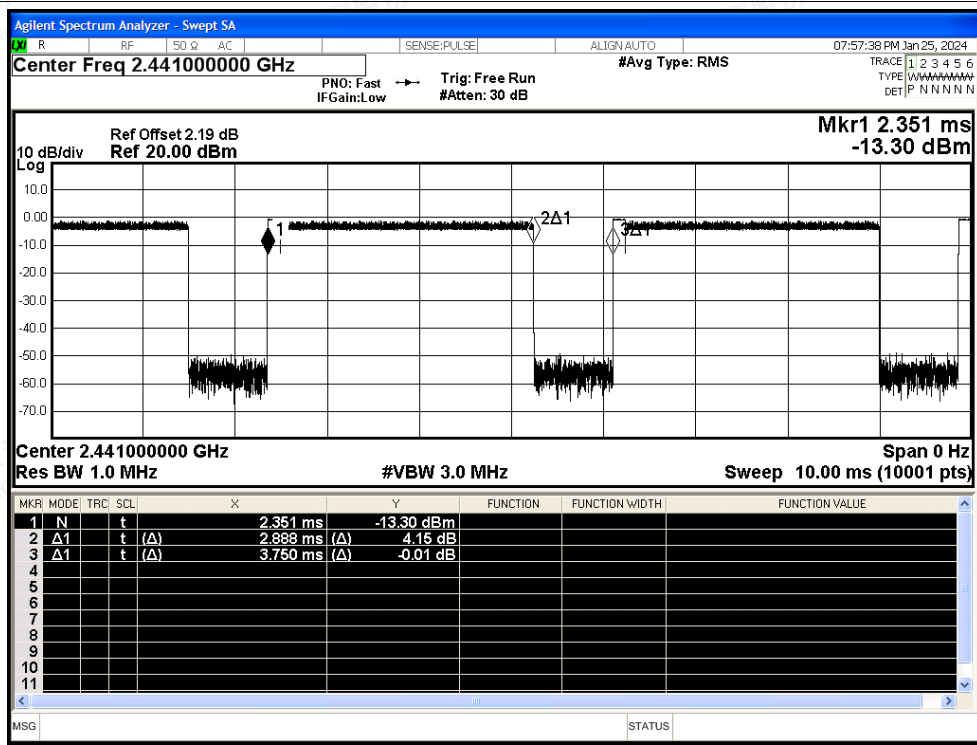 Agilent Spectrum Analyzer - Swept SA
LXI R RF 50 Ω AC SENSE:PULSE ALIGN AUTO 07:57:38 PM Jan 25, 2024
Center Freq 2.441000000 GHz
#Avg Type: RMS
TRACE 1 2 3 4 5 6
PNO: Fast Trig: Free Run
TYPE WWWWWW
IFGain:Low #Atten: 30 dB
DET P N N N N N
Mkr1 2.351 ms
Ref Offset 2.19 dB
10 dB/div Ref 20.00 dBm -13.30 dBm
Log
10.0
0.00
1
2Δ1
3Δ1
-10.0
-20.0
-30.0
-40.0
-50.0
-60.0
-70.0
Center 2.441000000 GHz Span 0 Hz
Res BW 1.0 MHz #VBW 3.0 MHz Sweep 10.00 ms (10001 pts)
MKR MODE TRC SCL X Y FUNCTION FUNCTION WIDTH FUNCTION VALUE
1 N t 2.351 ms -13.30 dBm
2 Δ1 t (Δ) 2.888 ms (Δ) 4.15 dB
3 Δ1 t (Δ) 3.750 ms (Δ) -0.01 dB
4
5
6
7
8
9
10
11
MSG STATUS